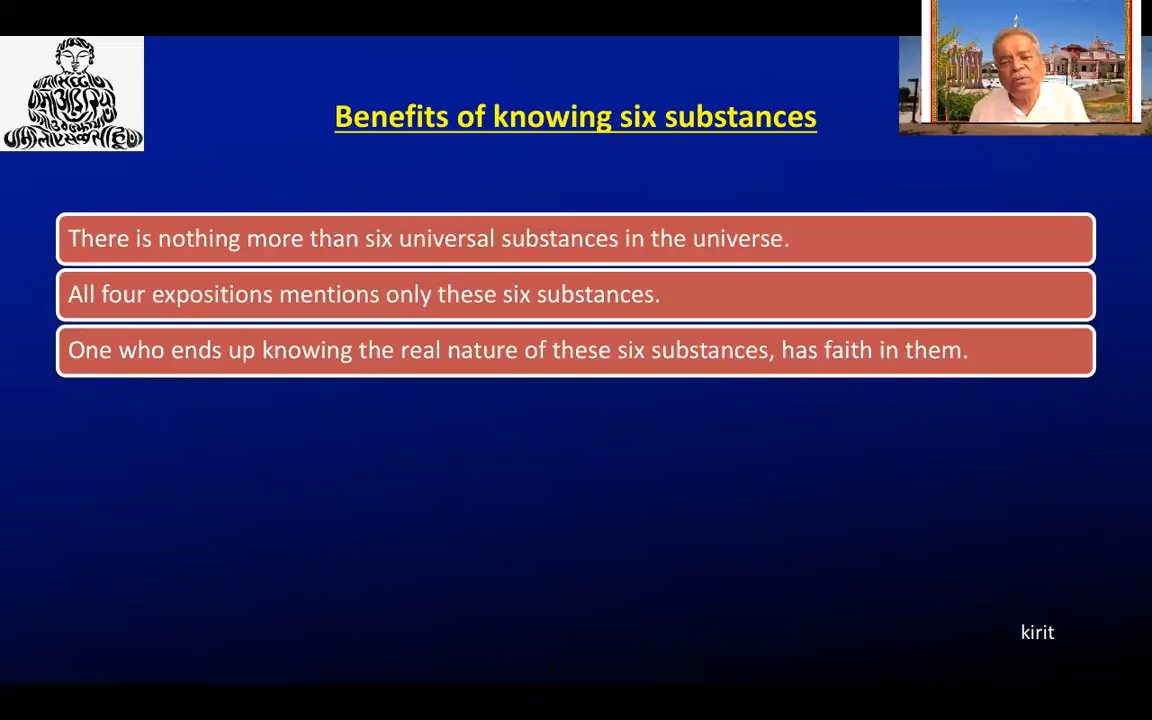 Benefits of knowing six substances
There is nothing more than six universal substances in the universe.
All four expositions mentions only these six substances.
One who ends up knowing the real nature of these six substances, has faith in them.
kirit